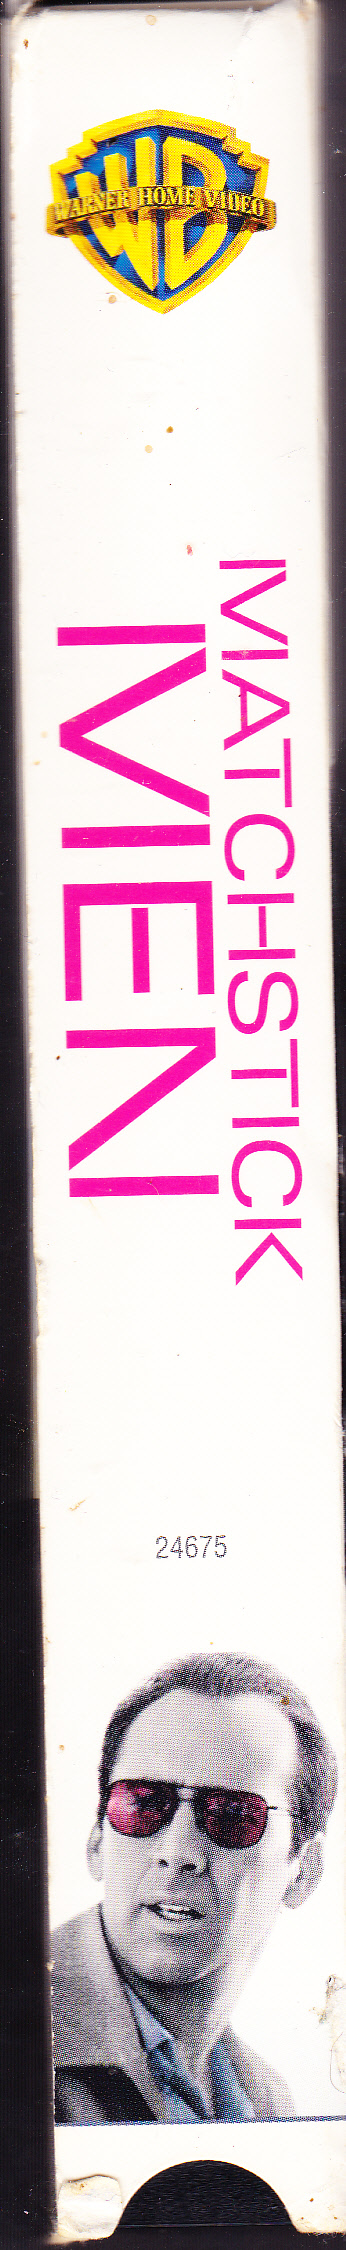 WB
WARNER HOME VIDEO
MATCHSTICK
MEN
24675